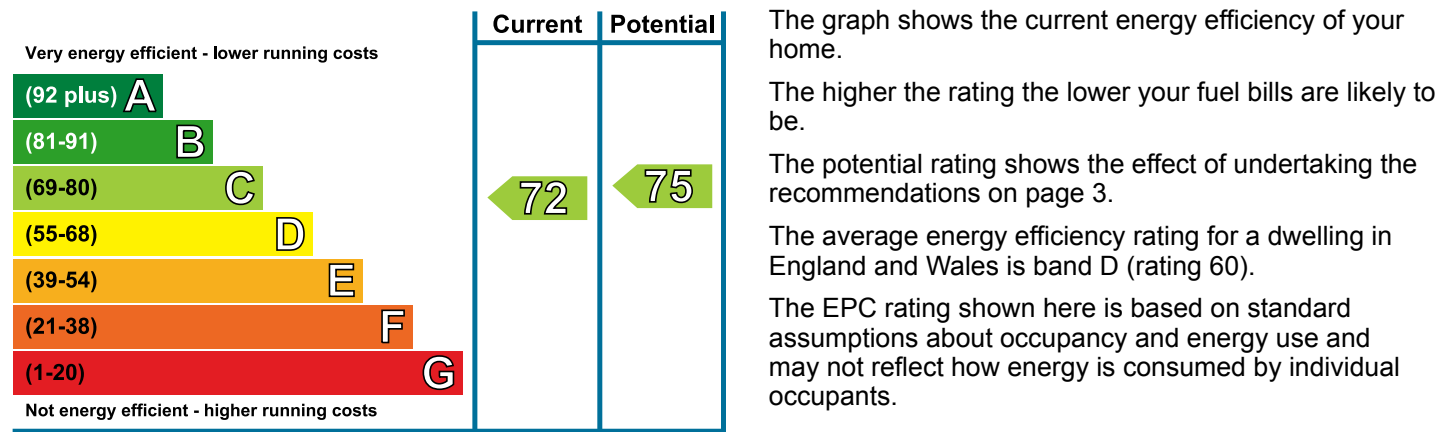 Current Potential
Very energy efficient - lower running costs
(92 plus) A
(81-91) B
(69-80) C
(55-68) D
(39-54) E
(21-38) F
(1-20) G
Not energy efficient - higher running costs
72
75
The graph shows the current energy efficiency of your
home.
The higher the rating the lower your fuel bills are likely to
be.
The potential rating shows the effect of undertaking the
recommendations on page 3.
The average energy efficiency rating for a dwelling in
England and Wales is band D (rating 60).
The EPC rating shown here is based on standard
assumptions about occupancy and energy use and
may not reflect how energy is consumed by individual
occupants.